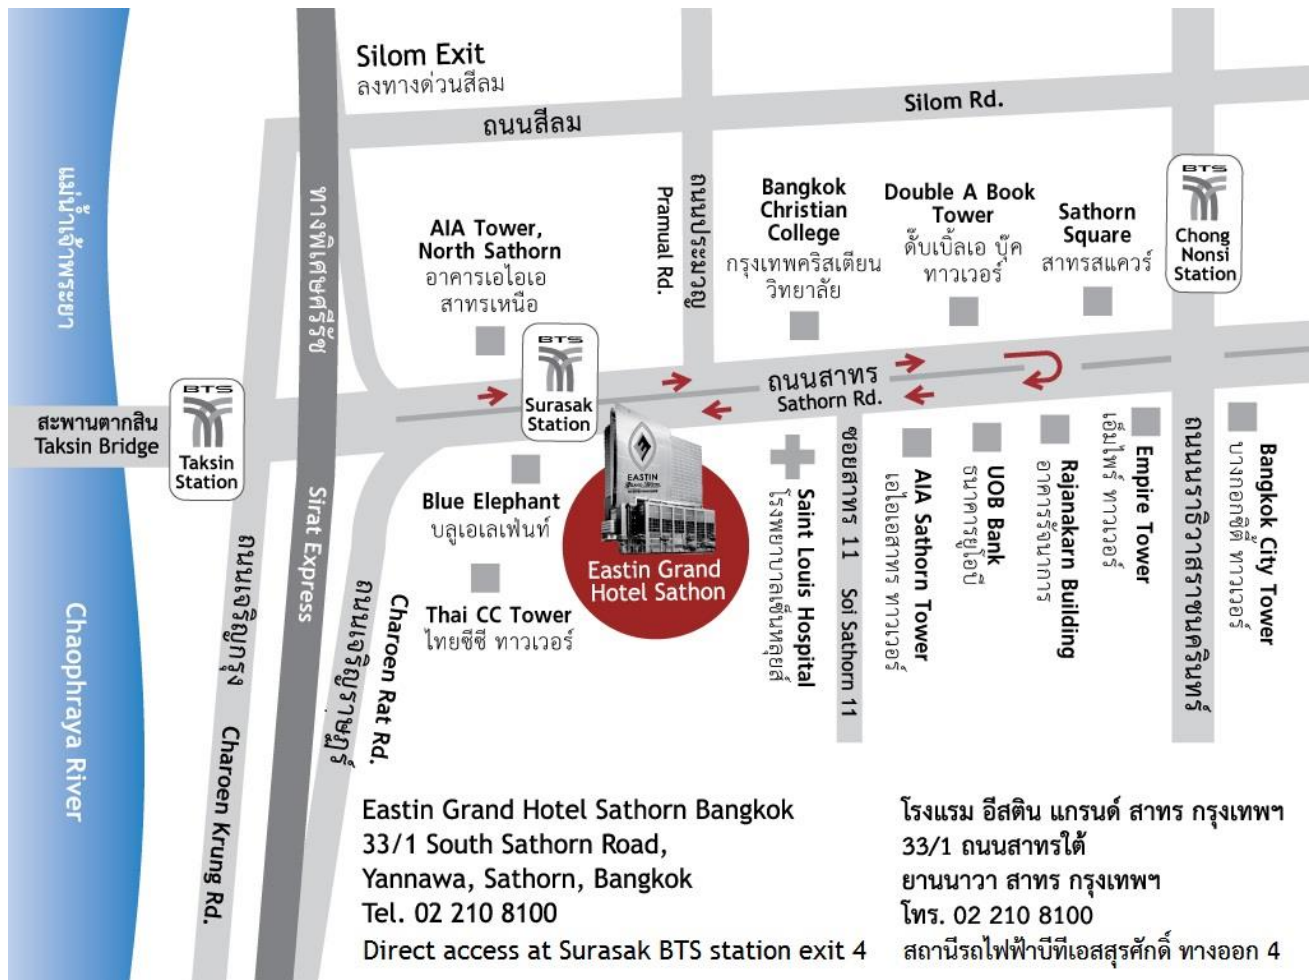 Silom Exit
ลงทางด่วนสีลม
ถนนสีลม
Silom Rd.
แม่น้ำเจ้าพระยา
Chaophraya River
ทางพิเศษศรีรัช
Sirat Express
AIA Tower,
North Sathorn
อาคารเอไอเอ
สาทรเหนือ
Pramual Rd.
ถนนประมวญ
Bangkok
Christian
College
กรุงเทพคริสเตียน
วิทยาลัย
Double A Book
Tower
ดั๊บเบิ้ลเอ บุ๊ค
ทาวเวอร์
Sathorn
Square
สาทรสแควร์
BTS
Chong
Nonsi
Station
BTS
Surasak
Station
BTS
Taksin
Station
สะพานตากสิน
Taksin Bridge
ถนนสาทร
Sathorn Rd.
Blue Elephant
บลูเอเลเฟ่นท์
Thai CC Tower
ไทยซีซี ทาวเวอร์
EASTIN
Eastin Grand
Hotel Sathon
Saint Louis Hospital
โรงพยาบาลเซ็นหลุยส์
ซอยสาทร 11 Soi Sathorn 11
AIA Sathorn Tower
เอไอเอสาทร ทาวเวอร์
UOB Bank
ธนาคารยูโอบี
Rajanakarn Building
อาคารรัจนาการ
Empire Tower
เอ็มไพร์ ทาวเวอร์
ถนนนราธิวาสราชนครินทร์
Bangkok City Tower
บางกอกซิตี้ ทาวเวอร์
ถนนเจริญกรุง
Charoen Krung Rd.
ถนนเจริญราษฎร์
Charoen Rat Rd.
Eastin Grand Hotel Sathorn Bangkok
33/1 South Sathorn Road,
Yannawa, Sathorn, Bangkok
Tel. 02 210 8100
Direct access at Surasak BTS station exit 4
โรงแรม อีสติน แกรนด์ สาทร กรุงเทพฯ
33/1 ถนนสาทรใต้
ยานนาวา สาทร กรุงเทพฯ
โทร. 02 210 8100
สถานีรถไฟฟ้าบีทีเอสสุรศักดิ์ ทางออก 4